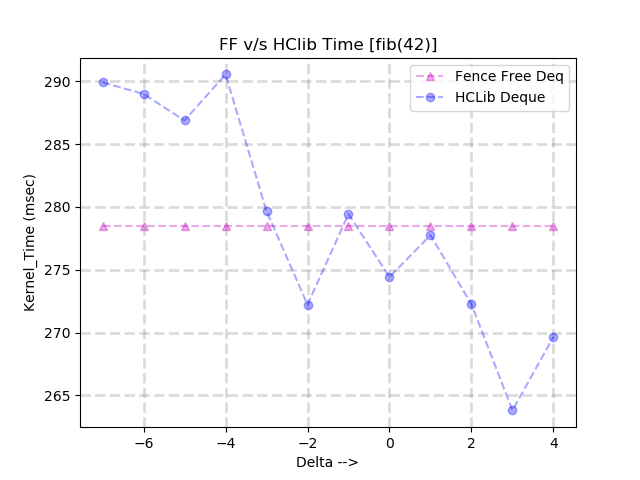 FF v/s HClib Time [fib(42)]
Fence Free Deq
HCLib Deque
Kernel_Time (msec)
290
285
280
275
270
265
−6
−4
−2
0
2
4
Delta -->